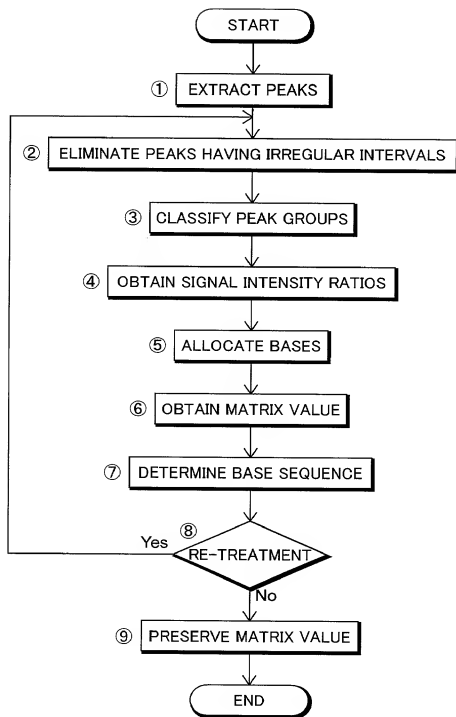 START
① EXTRACT PEAKS
② ELIMINATE PEAKS HAVING IRREGULAR INTERVALS
③ CLASSIFY PEAK GROUPS
④ OBTAIN SIGNAL INTENSITY RATIOS
⑤ ALLOCATE BASES
⑥ OBTAIN MATRIX VALUE
⑦ DETERMINE BASE SEQUENCE
⑧
Yes
RE-TREATMENT
No
⑨ PRESERVE MATRIX VALUE
END